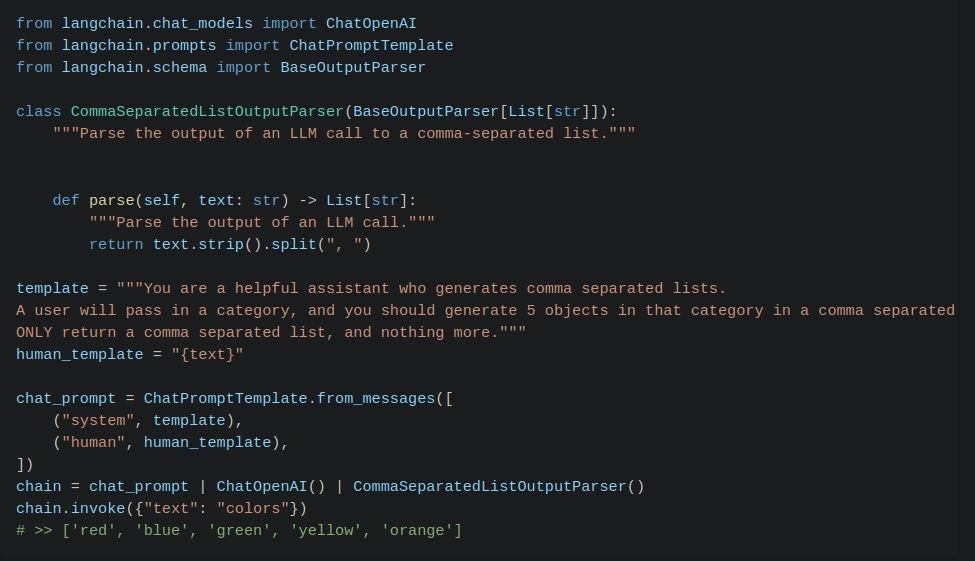 from langchain.chat_models import ChatOpenAI
from langchain.prompts import ChatPromptTemplate
from langchain.schema import BaseOutputParser

class CommaSeparatedListOutputParser(BaseOutputParser[List[str]]):
    """Parse the output of an LLM call to a comma-separated list."""


    def parse(self, text: str) -> List[str]:
        """Parse the output of an LLM call."""
        return text.strip().split(", ")

template = """You are a helpful assistant who generates comma separated lists.
A user will pass in a category, and you should generate 5 objects in that category in a comma separated
ONLY return a comma separated list, and nothing more."""
human_template = "{text}"

chat_prompt = ChatPromptTemplate.from_messages([
    ("system", template),
    ("human", human_template),
])
chain = chat_prompt | ChatOpenAI() | CommaSeparatedListOutputParser()
chain.invoke({"text": "colors"})
# >> ['red', 'blue', 'green', 'yellow', 'orange']